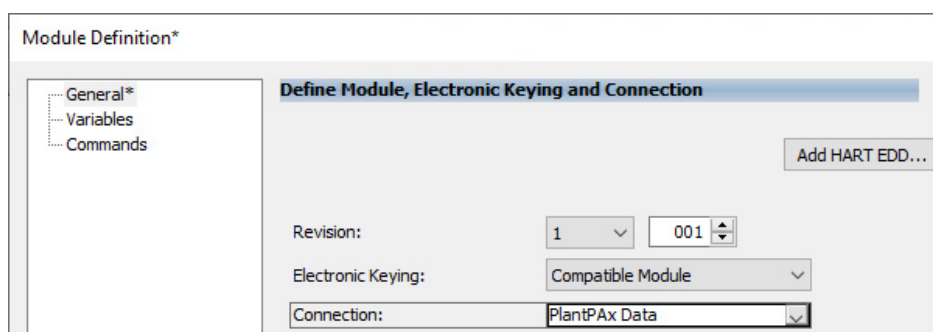 Module Definition*
General*
Variables
Commands
Define Module, Electronic Keying and Connection
Add HART EDD...
Revision: 1 001
Electronic Keying: Compatible Module
Connection: PlantPAx Data